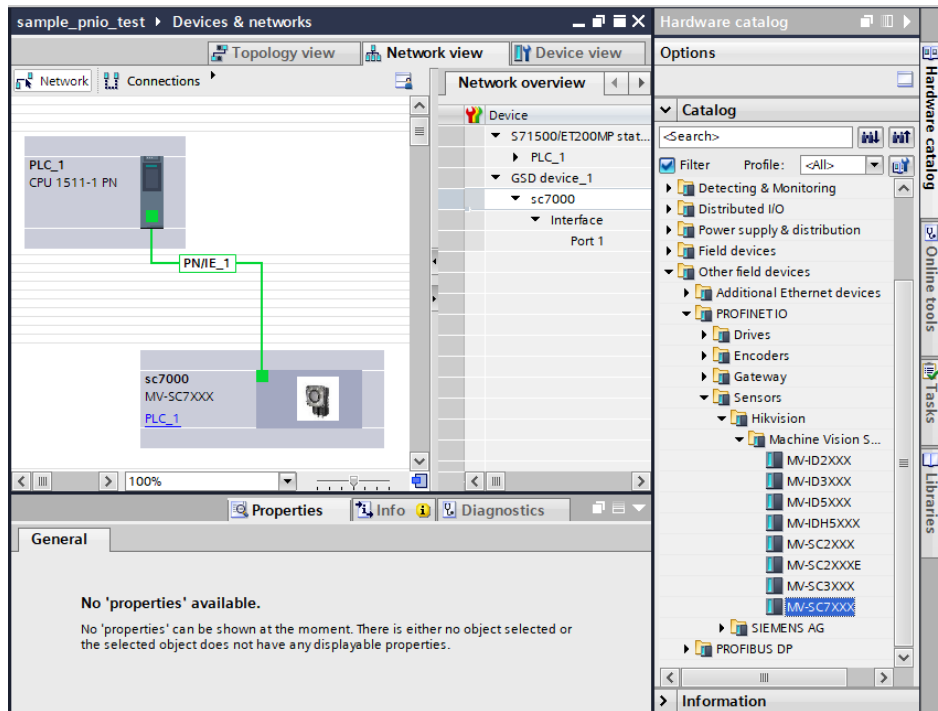 sample_pnio_test ▸ Devices & networks
Topology view
Network view
Device view
Network
Connections
PLC_1
CPU 1511-1 PN
PN/IE_1
sc7000
MV-SC7XXX
PLC_1
100%
Network overview
Device
S71500/ET200MP stat...
PLC_1
GSD device_1
sc7000
Interface
Port 1
Properties
Info
Diagnostics
General
No 'properties' available.
No 'properties' can be shown at the moment. There is either no object selected or
the selected object does not have any displayable properties.
Hardware catalog
Options
Catalog
<Search>
Filter Profile: <All>
Detecting & Monitoring
Distributed I/O
Power supply & distribution
Field devices
Other field devices
Additional Ethernet devices
PROFINET IO
Drives
Encoders
Gateway
Sensors
Hikvision
Machine Vision S...
MV-ID2XXX
MV-ID3XXX
MV-ID5XXX
MV-IDH5XXX
MV-SC2XXX
MV-SC2XXXE
MV-SC3XXX
MV-SC7XXX
SIEMENS AG
PROFIBUS DP
Information
Hardware catalog
Online tools
Tasks
Libraries